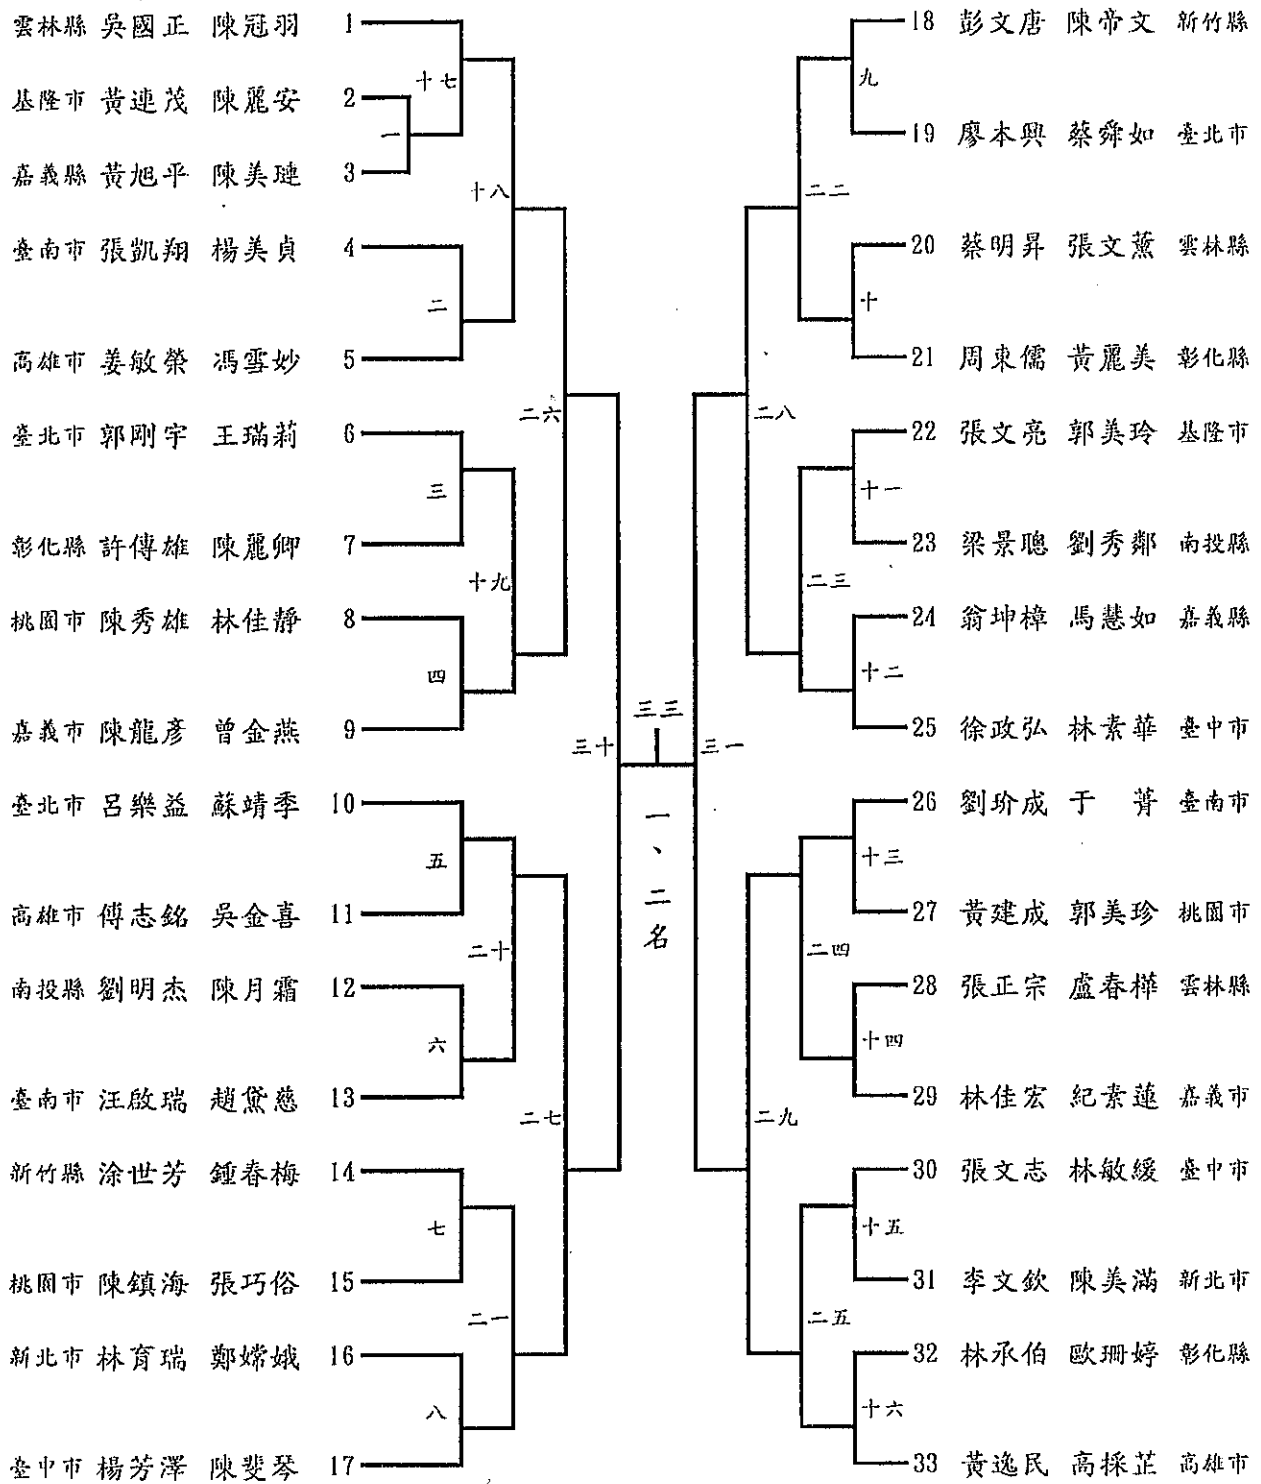 雲林縣 吳國正 陳冠羽 1
十七
基隆市 黃連茂 陳麗安 2
一
嘉義縣 黃旭平 陳美璉 3
十八
臺南市 張凱翔 楊美貞 4
二
高雄市 姜敏榮 馮雪妙 5
二六
臺北市 郭剛宇 王瑞莉 6
三
彰化縣 許傳雄 陳麗卿 7
十九
桃園市 陳秀雄 林佳靜 8
四
嘉義市 陳龍彥 曾金燕 9
三十
臺北市 呂樂益 蘇靖季 10
五
高雄市 傅志銘 吳金喜 11
二十
南投縣 劉明杰 陳月霜 12
六
臺南市 汪啟瑞 趙黛慈 13
二七
新竹縣 涂世芳 鍾春梅 14
七
桃園市 陳鎮海 張巧俗 15
二一
新北市 林育瑞 鄭嫦娥 16
八
臺中市 楊芳澤 陳斐琴 17
三三
一、二名
18 彭文唐 陳帝文 新竹縣
九
19 廖本興 蔡舜如 臺北市
二二
20 蔡明昇 張文薰 雲林縣
十
21 周東儒 黃麗美 彰化縣
二八
22 張文亮 郭美玲 基隆市
十一
23 梁景聰 劉秀鄰 南投縣
二三
24 翁坤樟 馬慧如 嘉義縣
十二
25 徐政弘 林素華 臺中市
三一
26 劉玠成 于 菁 臺南市
十三
27 黃建成 郭美珍 桃園市
二四
28 張正宗 盧春樺 雲林縣
十四
29 林佳宏 紀素蓮 嘉義市
二九
30 張文志 林敏緩 臺中市
十五
31 李文欽 陳美滿 新北市
二五
32 林承伯 歐珊婷 彰化縣
十六
33 黃逸民 高採芷 高雄市